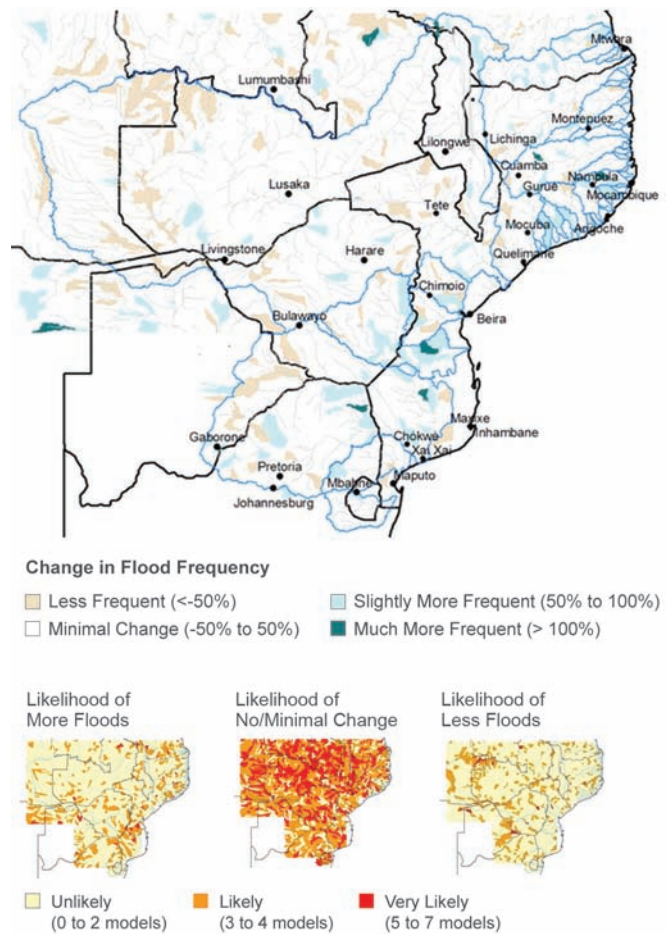 Mtwara
Lumumbashi
Montepuez
Lilongwe
Lichinga
Cuamba
Nampula
Lusaka
Gurue
Mocambique
Tete
Mocuba
Angoche
Livingstone
Harare
Quelimane
Chimoio
Bulawayo
Beira
Maxixe
Inhambane
Gaborone
Chokwe
Xai Xai
Pretoria
Mbabne
Maputo
Johannesburg
Change in Flood Frequency
Less Frequent (<-50%)
Slightly More Frequent (50% to 100%)
Minimal Change (-50% to 50%)
Much More Frequent (> 100%)
Likelihood of
More Floods
Likelihood of
No/Minimal Change
Likelihood of
Less Floods
Unlikely
(0 to 2 models)
Likely
(3 to 4 models)
Very Likely
(5 to 7 models)